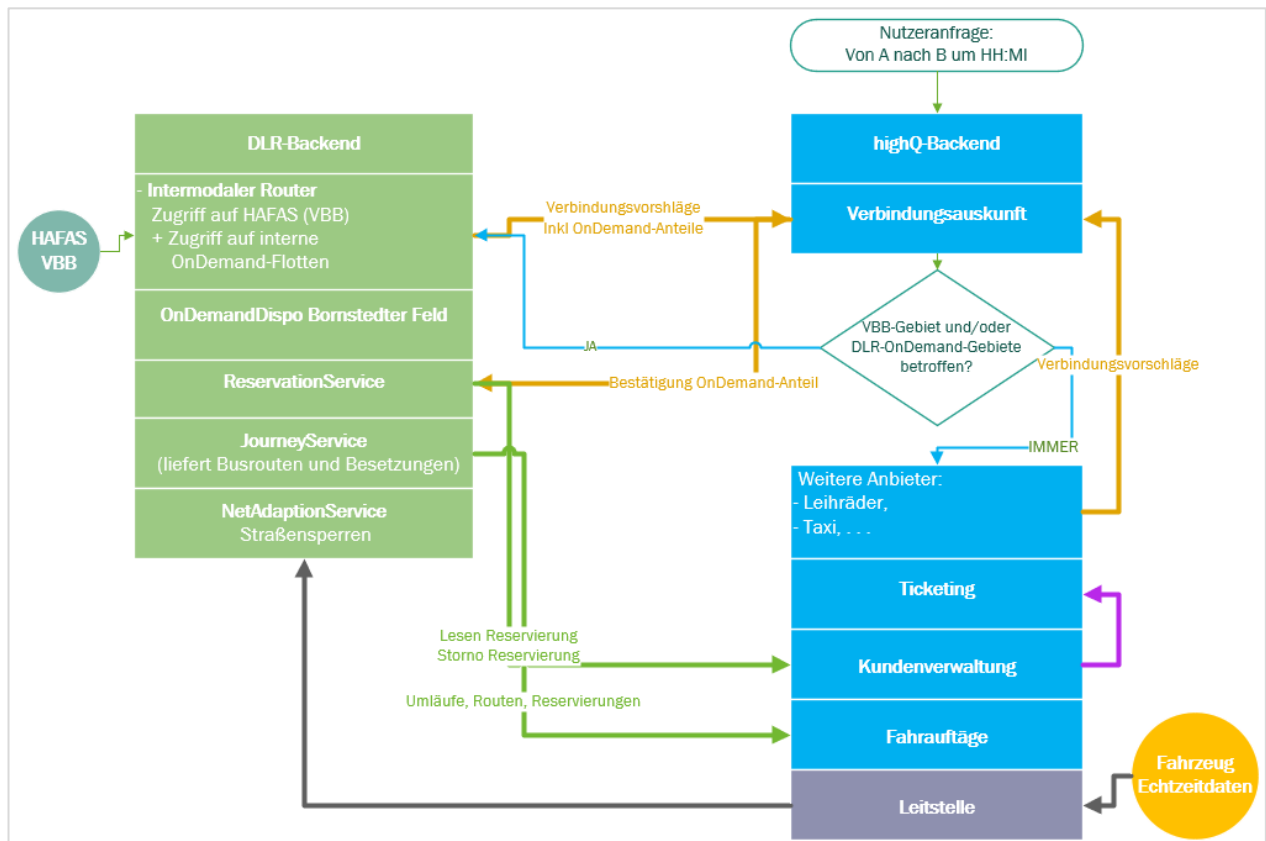 Nutzeranfrage:
Von A nach B um HH:MI
DLR-Backend
- Intermodaler Router
Zugriff auf HAFAS (VBB)
+ Zugriff auf interne
OnDemand-Flotten
OnDemandDispo Bornstedter Feld
ReservationService
JourneyService
(liefert Busrouten und Besetzungen)
NetAdaptionService
Straßensperren
HAFAS
VBB
Verbindungsvorshläge
Inkl OnDemand-Anteile
highQ-Backend
Verbindungsauskunft
VBB-Gebiet und/oder
DLR-OnDemand-Gebiete
betroffen?
JA
Verbindungsvorschläge
Bestätigung OnDemand-Anteil
IMMER
Weitere Anbieter:
- Leihräder,
- Taxi, . . .
Ticketing
Kundenverwaltung
Fahrauftäge
Leitstelle
Lesen Reservierung
Storno Reservierung
Umläufe, Routen, Reservierungen
Fahrzeug
Echtzeitdaten